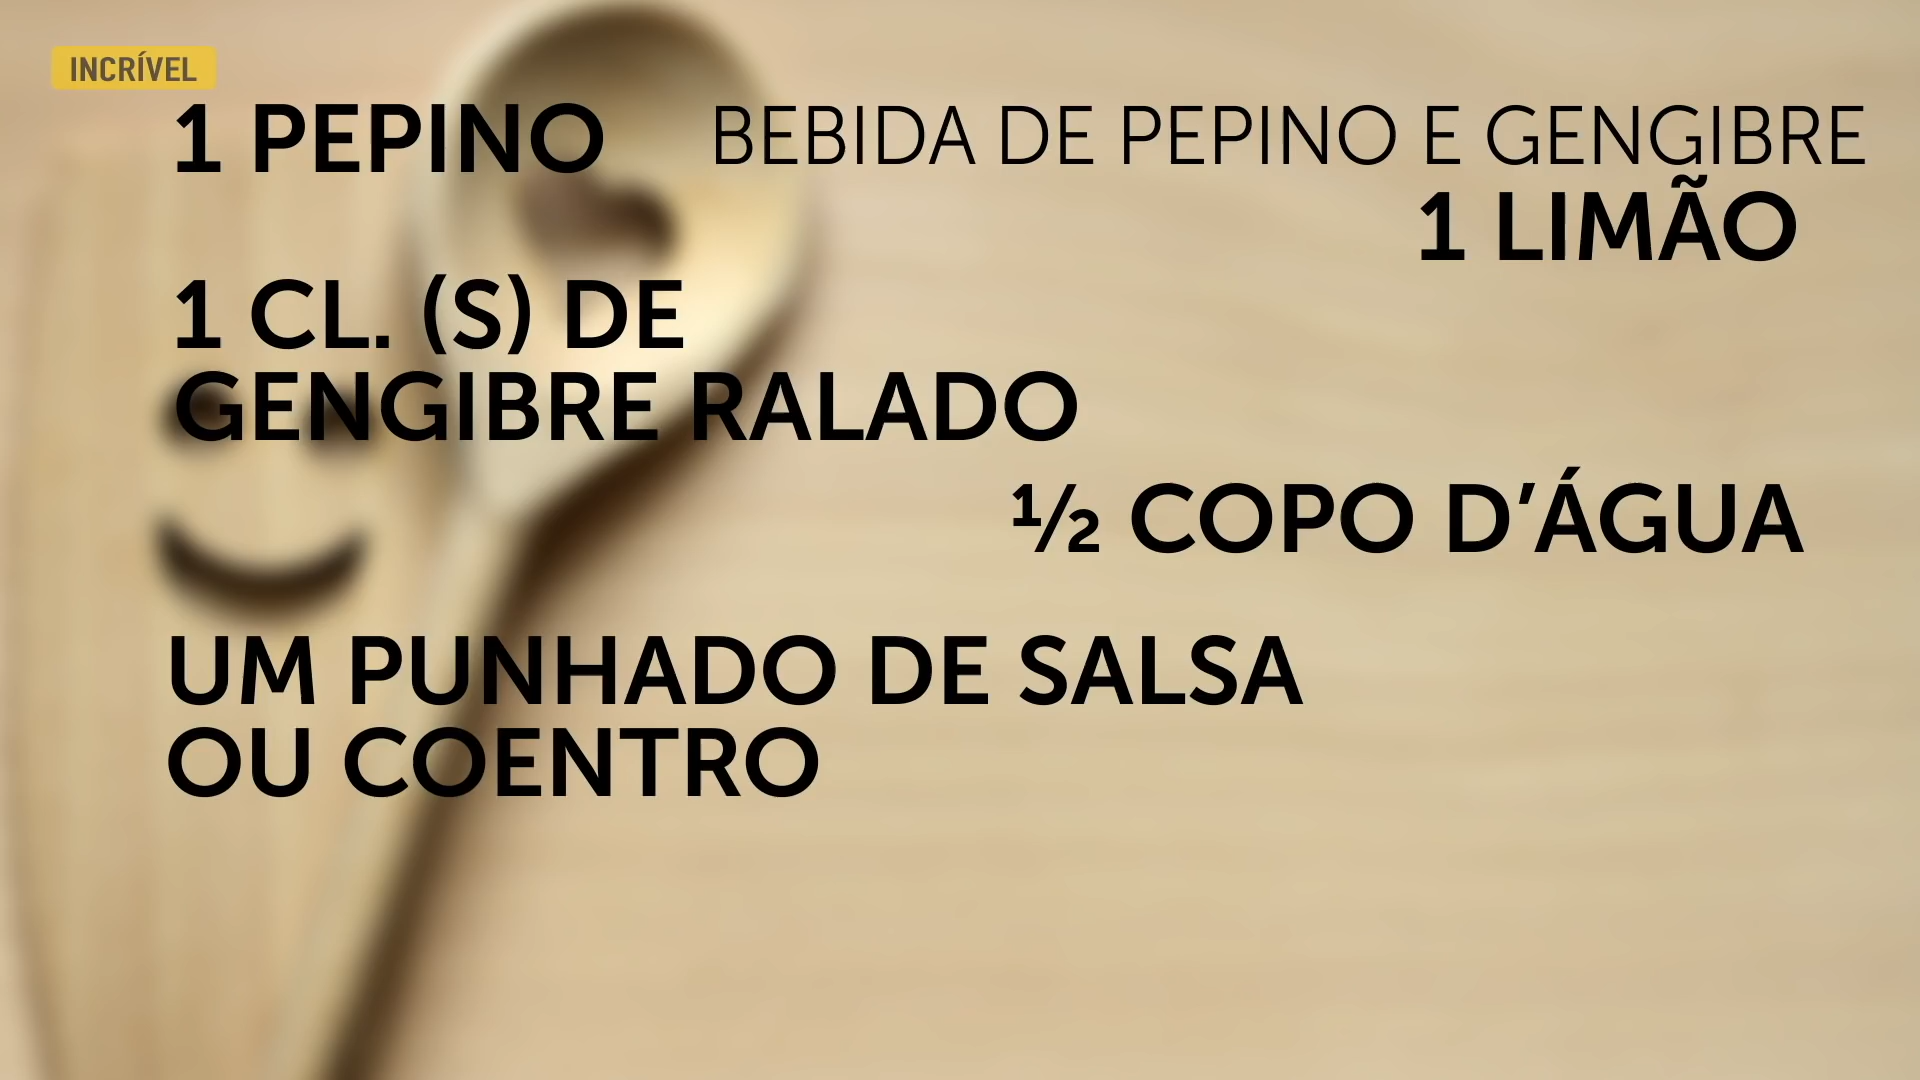 INCRÍVEL
1 PEPINO
BEBIDA DE PEPINO E GENGIBRE
1 LIMÃO
1 CL. (S) DE
GENGIBRE RALADO
½ COPO D’ÁGUA
UM PUNHADO DE SALSA
OU COENTRO